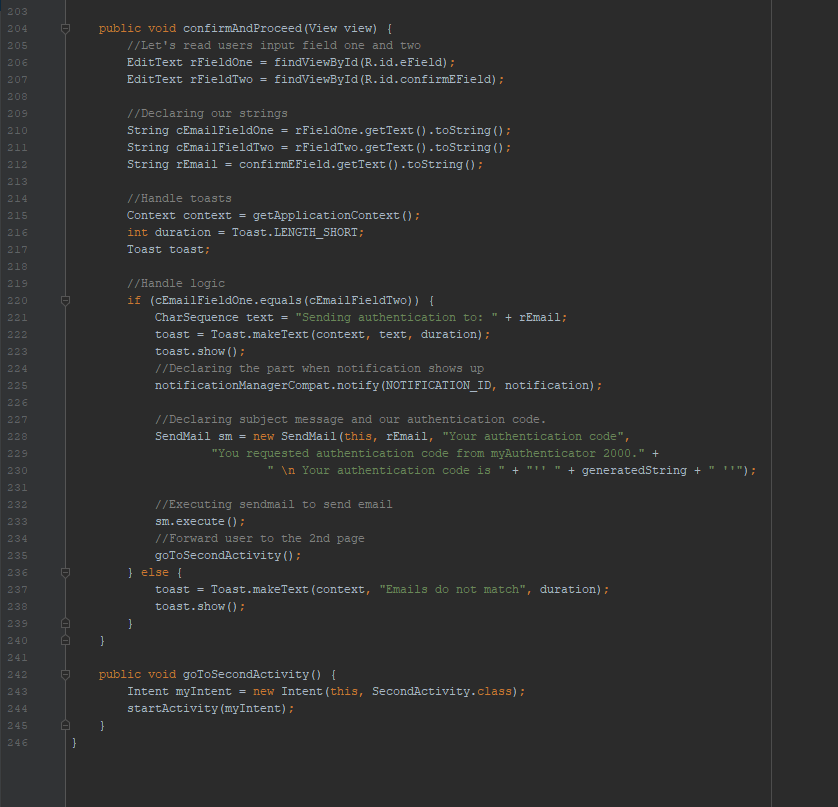 203
204 public void confirmAndProceed(View view) {
205 //Let's read users input field one and two
206 EditText rFieldOne = findViewById(R.id.eField);
207 EditText rFieldTwo = findViewById(R.id.confirmEField);
208
209 //Declaring our strings
210 String cEmailFieldOne = rFieldOne.getText().toString();
211 String cEmailFieldTwo = rFieldTwo.getText().toString();
212 String rEmail = confirmEField.getText().toString();
213
214 //Handle toasts
215 Context context = getApplicationContext();
216 int duration = Toast.LENGTH_SHORT;
217 Toast toast;
218
219 //Handle logic
220 if (cEmailFieldOne.equals(cEmailFieldTwo)) {
221 CharSequence text = "Sending authentication to: " + rEmail;
222 toast = Toast.makeText(context, text, duration);
223 toast.show();
224 //Declaring the part when notification shows up
225 notificationManagerCompat.notify(NOTIFICATION_ID, notification);
226
227 //Declaring subject message and our authentication code.
228 SendMail sm = new SendMail(this, rEmail, "Your authentication code",
229 "You requested authentication code from myAuthenticator 2000." +
230 " \n Your authentication code is " + "'' " + generatedString + " ''");
231
232 //Executing sendmail to send email
233 sm.execute();
234 //Forward user to the 2nd page
235 goToSecondActivity();
236 } else {
237 toast = Toast.makeText(context, "Emails do not match", duration);
238 toast.show();
239 }
240 }
241
242 public void goToSecondActivity() {
243 Intent myIntent = new Intent(this, SecondActivity.class);
244 startActivity(myIntent);
245 }
246 }